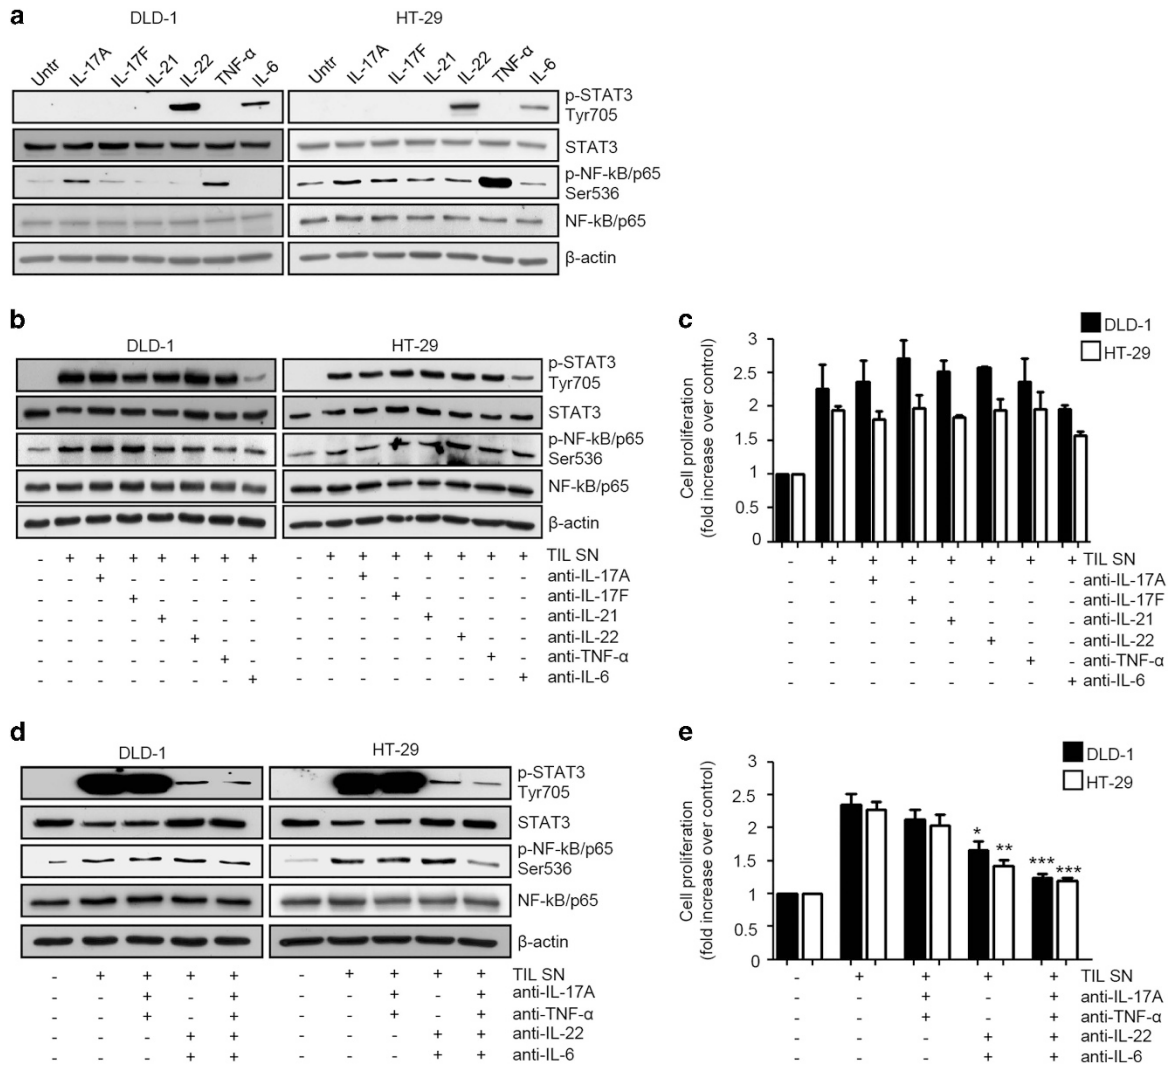 a
DLD-1 HT-29
Untr IL-17A IL-17F IL-21 IL-22 TNF-α IL-6 Untr IL-17A IL-17F IL-21 IL-22 TNF-α IL-6
p-STAT3
Tyr705
STAT3
p-NF-kB/p65
Ser536
NF-kB/p65
β-actin
b
DLD-1 HT-29
p-STAT3
Tyr705
STAT3
p-NF-kB/p65
Ser536
NF-kB/p65
β-actin
- + + + + + + + - + + + + + + + TIL SN
- - + - - - - - - - + - - - - - anti-IL-17A
- - - + - - - - - - - + - - - - anti-IL-17F
- - - - + - - - - - - - + - - - anti-IL-21
- - - - - + - - - - - - - + - - anti-IL-22
- - - - - - + - - - - - - - + - anti-TNF-α
- - - - - - - + - - - - - - - + anti-IL-6
c
DLD-1
HT-29
Cell proliferation
(fold increase over control)
3
2.5
2
1.5
1
0.5
0
- + + + + + + + TIL SN
- - + - - - - - anti-IL-17A
- - - + - - - - anti-IL-17F
- - - - + - - - anti-IL-21
- - - - - + - - anti-IL-22
- - - - - - + - anti-TNF-α
- - - - - - - + anti-IL-6
d
DLD-1 HT-29
p-STAT3
Tyr705
STAT3
p-NF-kB/p65
Ser536
NF-kB/p65
β-actin
- + + + + - + + + + TIL SN
- - + - + - - + - + anti-IL-17A
- - + - + - - + - + anti-TNF-α
- - - + + - - - + + anti-IL-22
- - - + + - - - + + anti-IL-6
e
DLD-1
HT-29
Cell proliferation
(fold increase over control)
3
2.5
2
1.5
1
0.5
0
* ** *** ***
- + + + + TIL SN
- - + - + anti-IL-17A
- - + - + anti-TNF-α
- - - + + anti-IL-22
- - - + + anti-IL-6